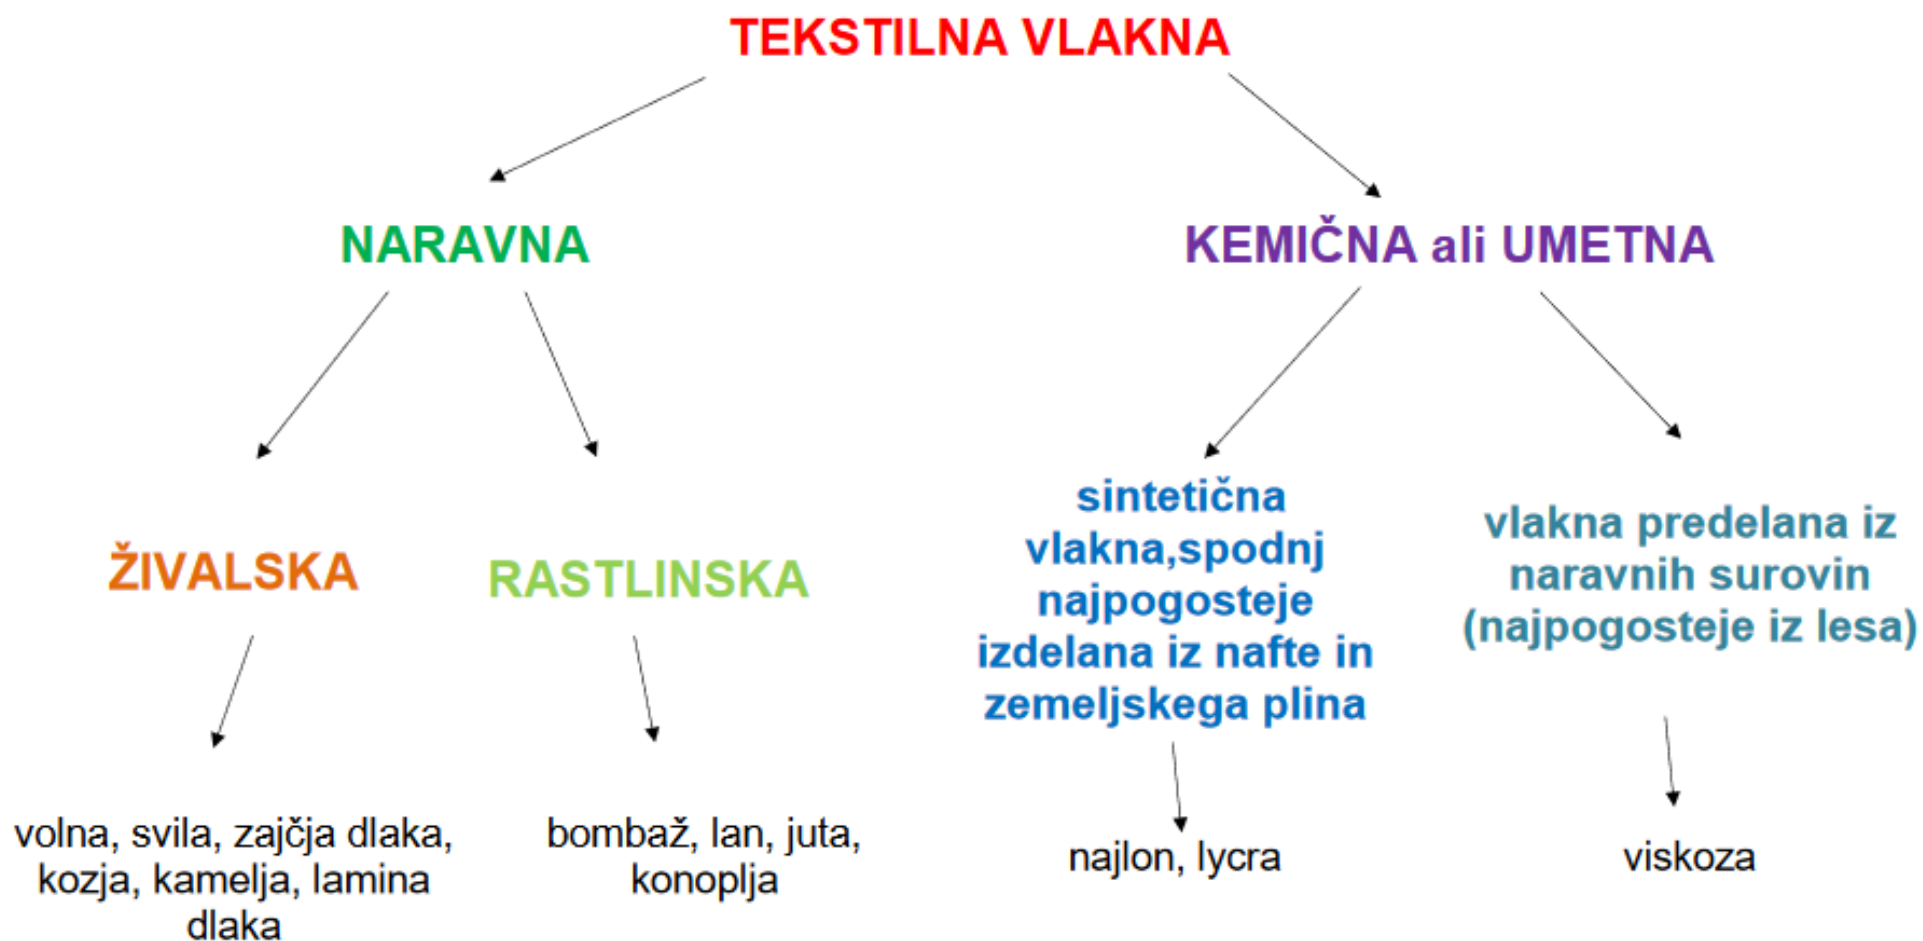 TEKSTILNA VLAKNA
NARAVNA
KEMIČNA ali UMETNA
ŽIVALSKA
RASTLINSKA
sintetična
vlakna,spodnj
najpogosteje
izdelana iz nafte in
zemeljskega plina
vlakna predelana iz
naravnih surovin
(najpogosteje iz lesa)
volna, svila, zajčja dlaka,
kozja, kamelja, lamina
dlaka
bombaž, lan, juta,
konoplja
najlon, lycra
viskoza